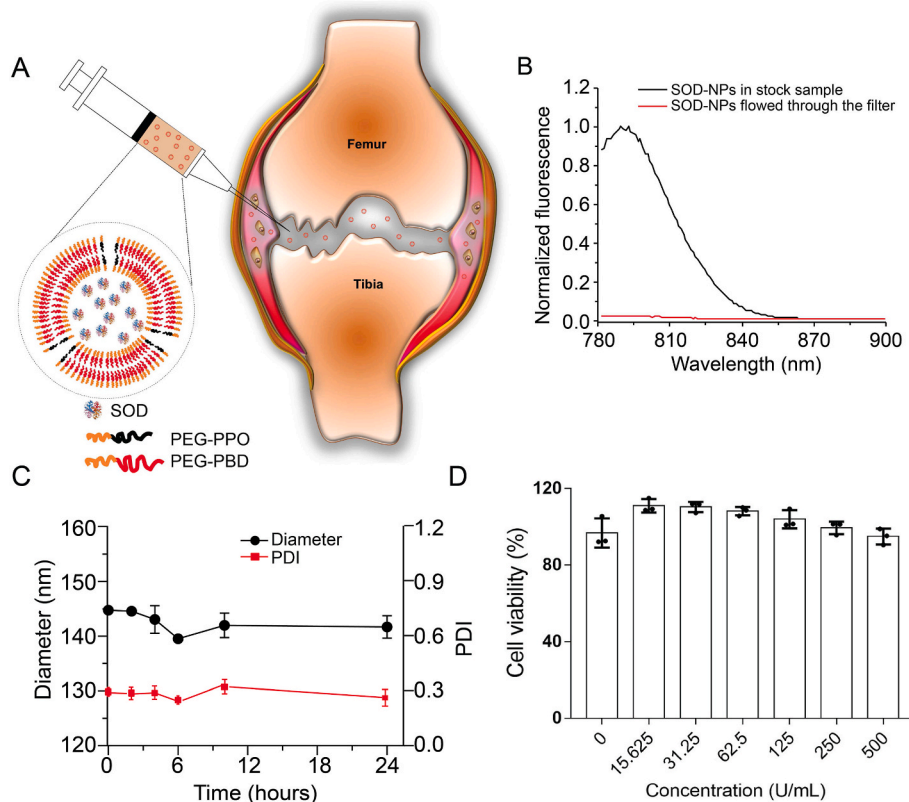 A
Femur
Tibia
SOD
PEG-PPO
PEG-PBD
B
SOD-NPs in stock sample
SOD-NPs flowed through the filter
Normalized fluorescence
1.2
1.0
0.8
0.6
0.4
0.2
0.0
780 810 840 870 900
Wavelength (nm)
C
Diameter
PDI
Diameter (nm)
160
150
140
130
120
1.2
0.9
0.6
0.3
0.0
PDI
0 6 12 18 24
Time (hours)
D
Cell viability (%)
120
80
40
0
0 15.625 31.25 62.5 125 250 500
Concentration (U/mL)